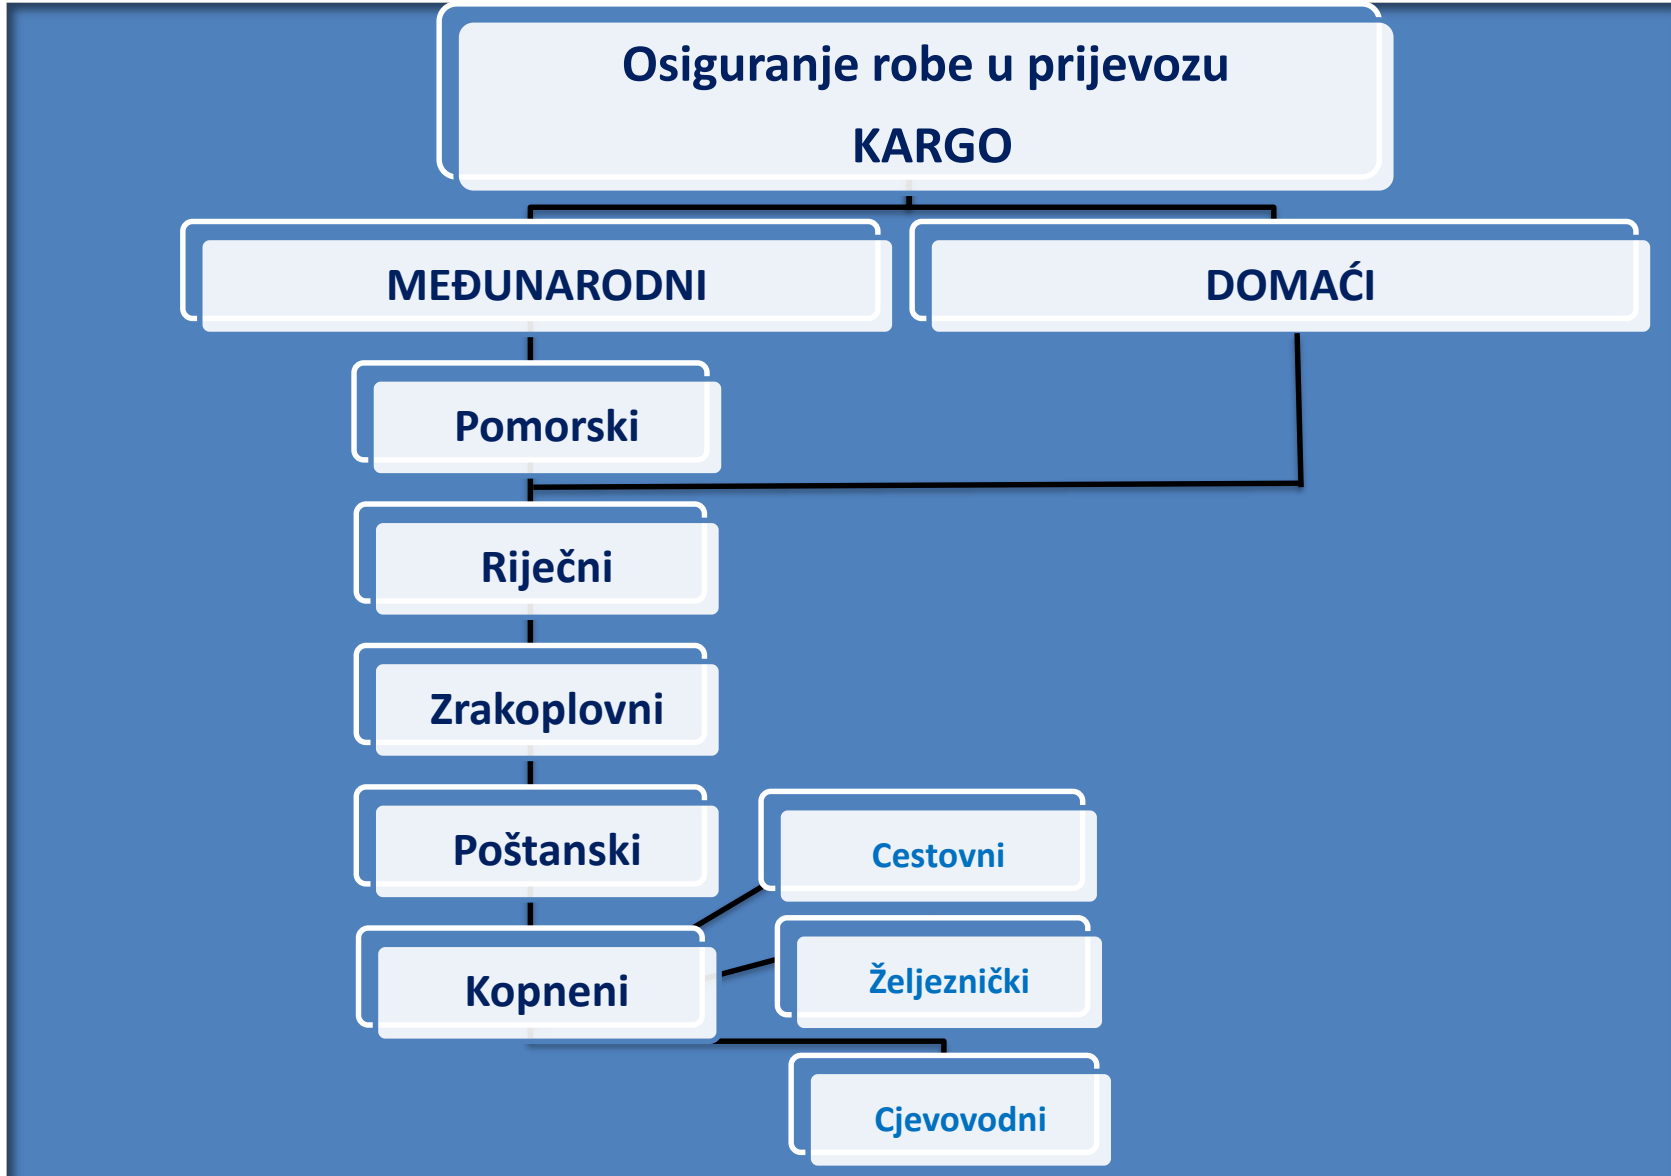 Osiguranje robe u prijevozu
KARGO
MEĐUNARODNI
DOMAĆI
Pomorski
Riječni
Zrakoplovni
Poštanski
Cestovni
Kopneni
Željeznički
Cjevovodni